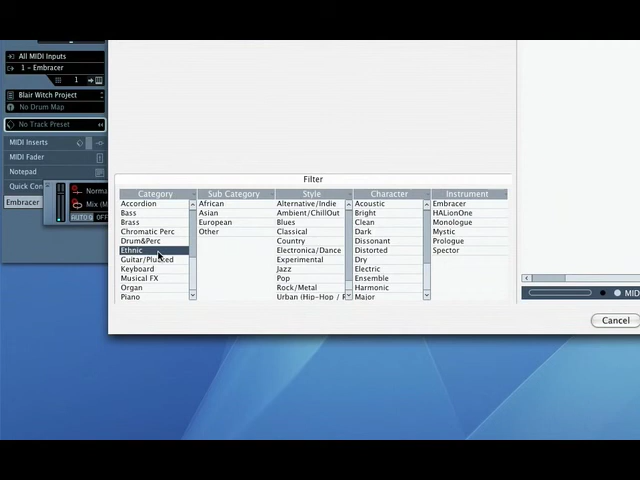 All MIDI Inputs
1 - Embracer
1
Blair Witch Project
No Drum Map
No Track Preset
MIDI Inserts
MIDI Fader
Notepad
Quick Con
Embracer
Norma
Mix (M
AUTO Q OFF
Filter
Category Sub Category Style Character Instrument
Accordion African Alternative/Indie Acoustic Embracer
Bass Asian Ambient/ChillOut Bright HALionOne
Brass European Blues Clean Monologue
Chromatic Perc Other Classical Dark Mystic
Drum&Perc Country Dissonant Prologue
Ethnic Electronica/Dance Distorted Spector
Guitar/Plucked Experimental Dry
Keyboard Jazz Electric
Musical FX Pop Ensemble
Organ Rock/Metal Harmonic
Piano Urban (Hip-Hop / F Major
MIDI
Cancel